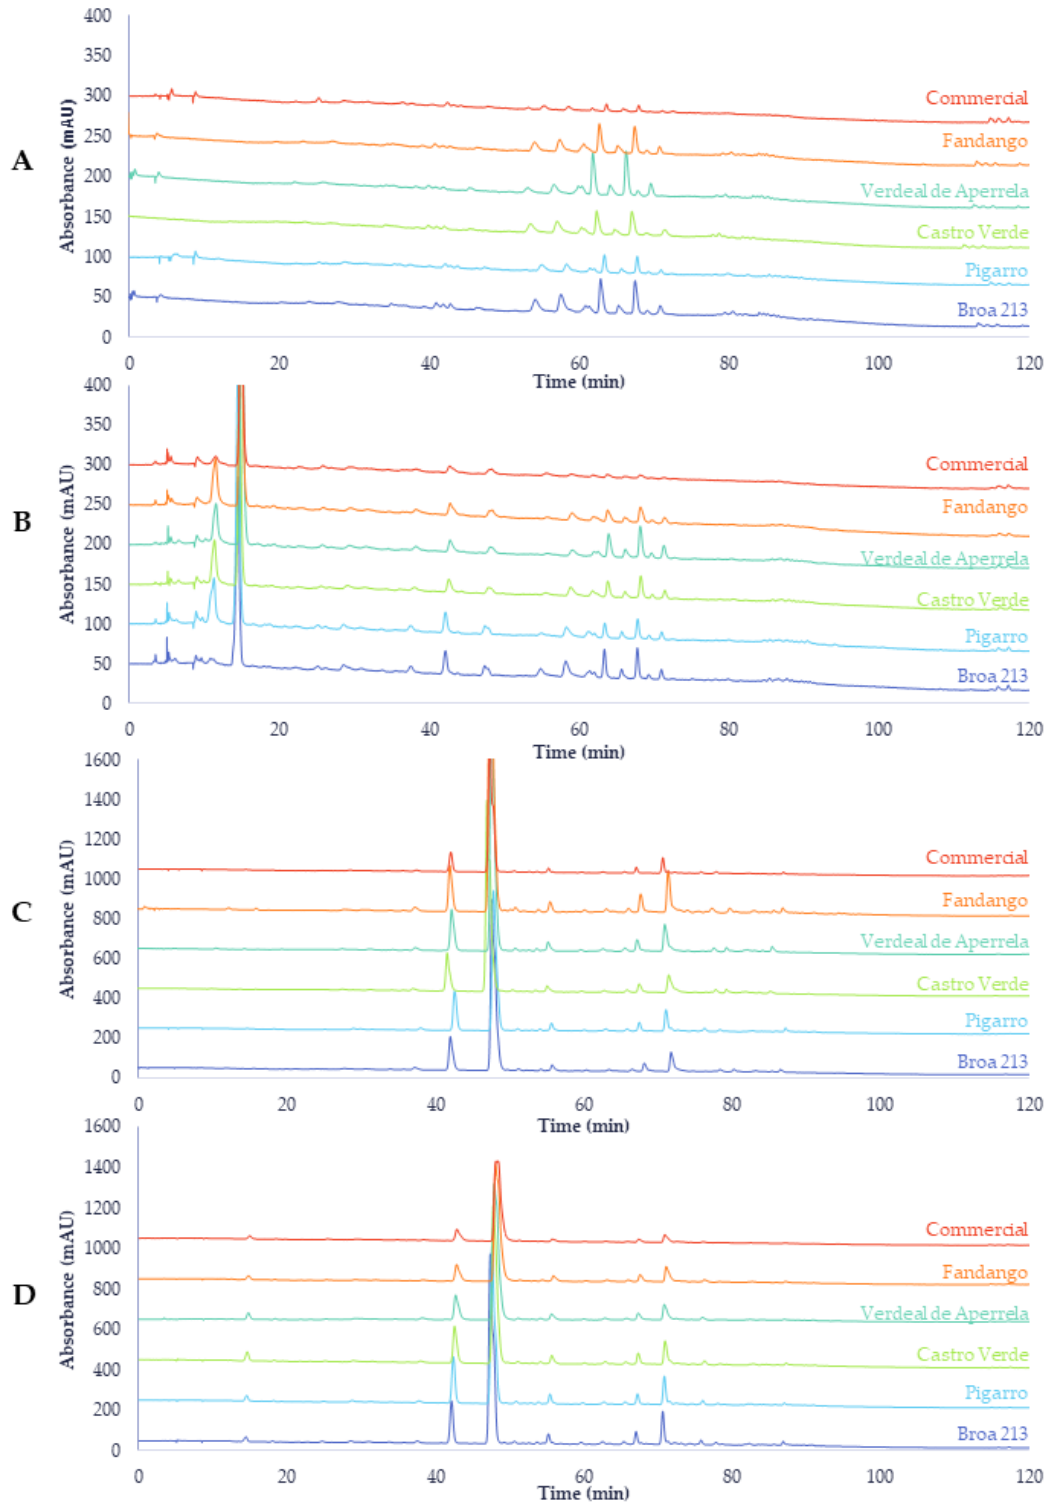 A
Absorbance (mAU)
400
350
300
250
200
150
100
50
0
Commercial
Fandango
Verdeal de Aperrela
Castro Verde
Pigarro
Broa 213
0 20 40 60 80 100 120
Time (min)
B
Absorbance (mAU)
400
350
300
250
200
150
100
50
0
Commercial
Fandango
Verdeal de Aperrela
Castro Verde
Pigarro
Broa 213
0 20 40 60 80 100 120
Time (min)
C
Absorbance (mAU)
1600
1400
1200
1000
800
600
400
200
0
Commercial
Fandango
Verdeal de Aperrela
Castro Verde
Pigarro
Broa 213
0 20 40 60 80 100 120
Time (min)
D
Absorbance (mAU)
1600
1400
1200
1000
800
600
400
200
0
Commercial
Fandango
Verdeal de Aperrela
Castro Verde
Pigarro
Broa 213
0 20 40 60 80 100 120
Time (min)